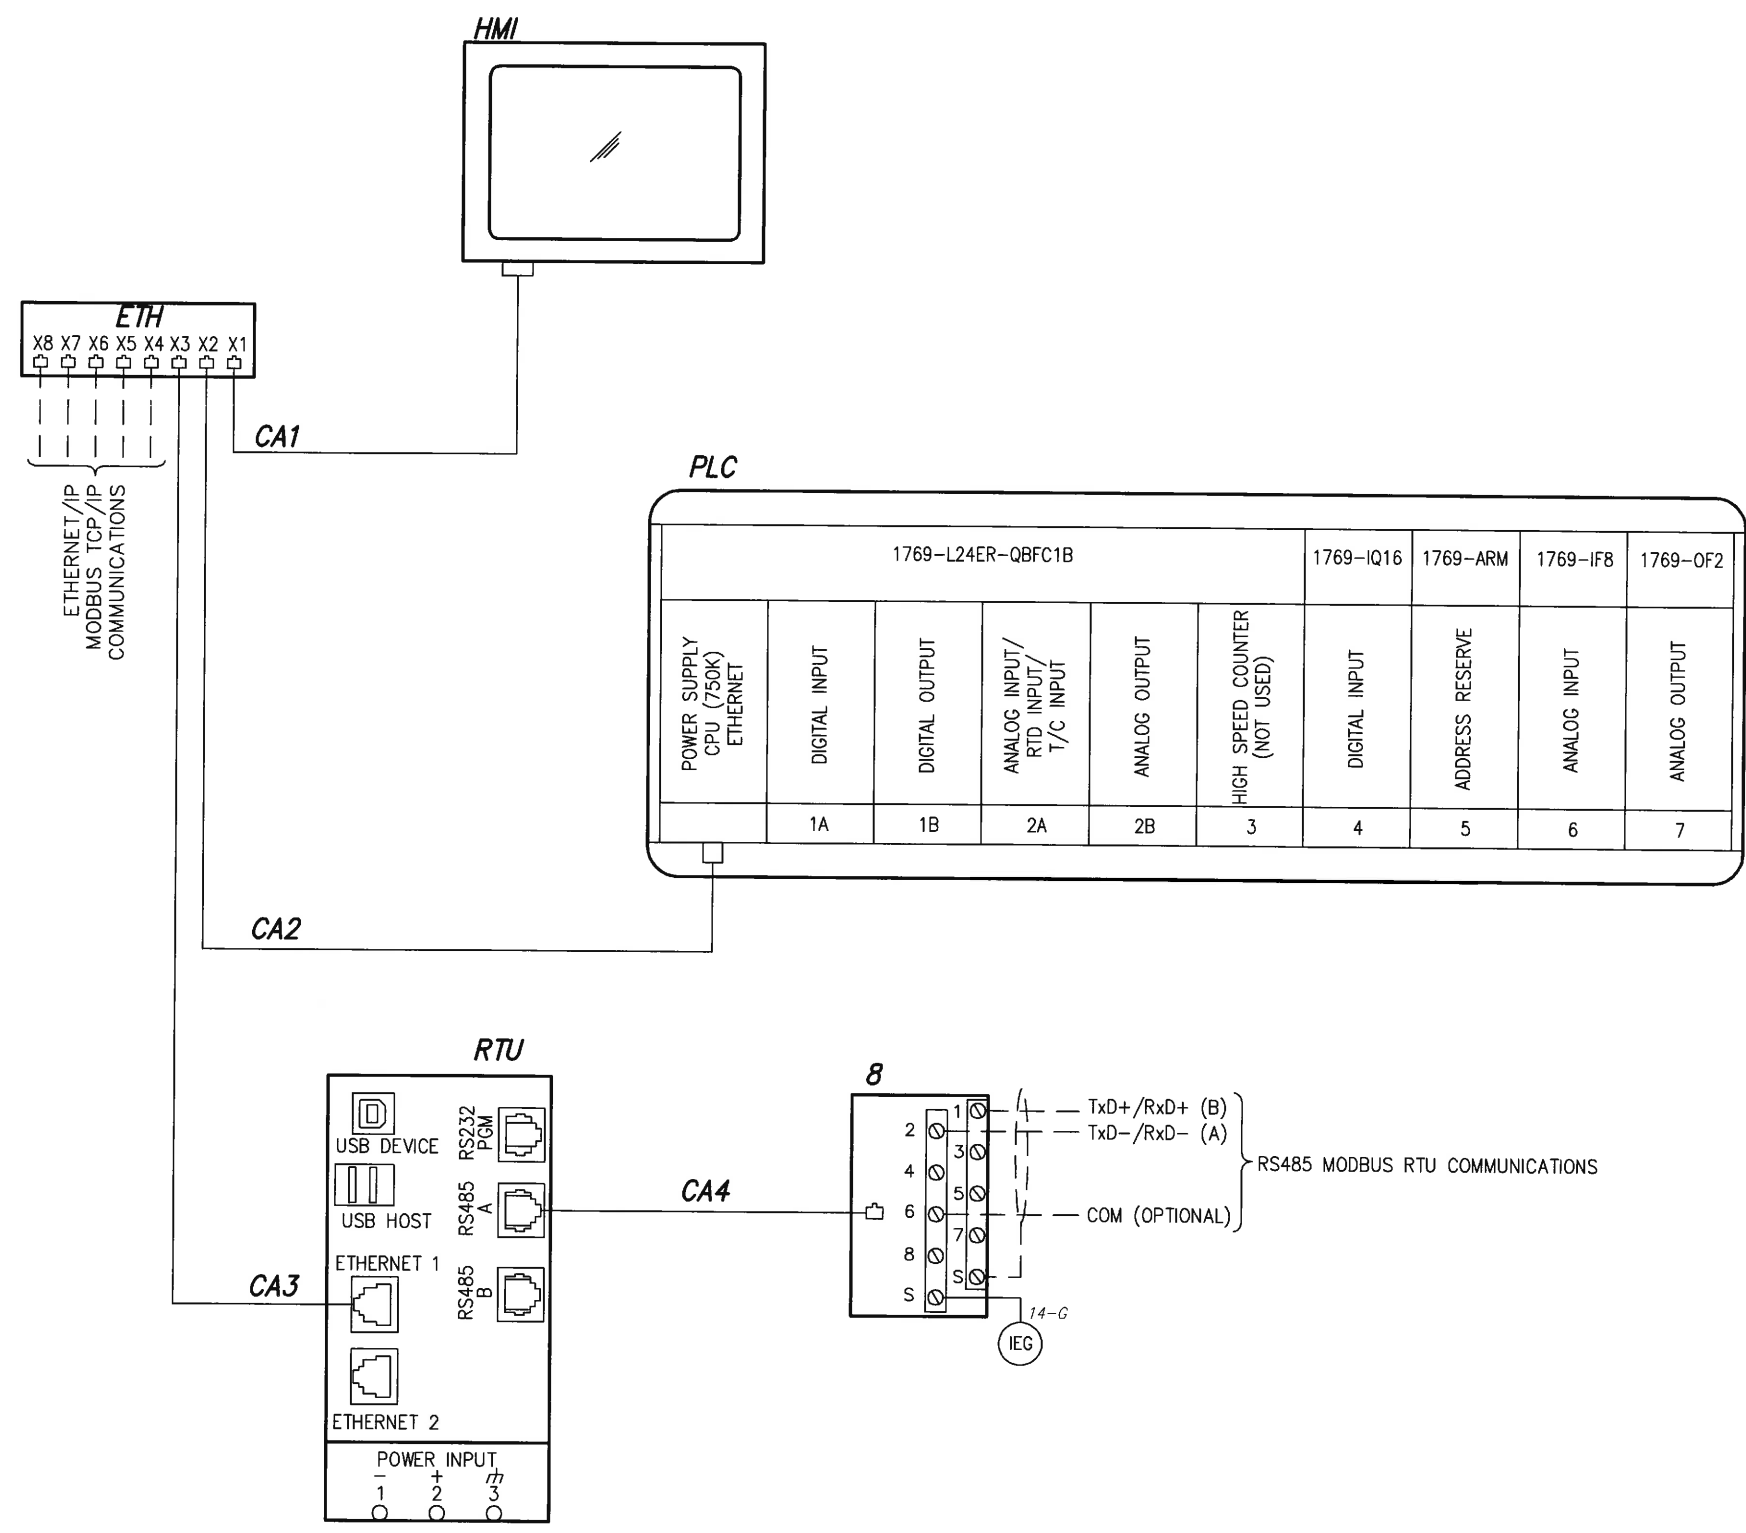 HMI
ETH
X8 X7 X6 X5 X4 X3 X2 X1
CA1
ETHERNET/IP
MODBUS TCP/IP
COMMUNICATIONS
PLC
1769-L24ER-QBFC1B
1769-IQ16
1769-ARM
1769-IF8
1769-OF2
POWER SUPPLY
CPU (750K)
ETHERNET
DIGITAL INPUT
DIGITAL OUTPUT
ANALOG INPUT/
RTD INPUT/
T/C INPUT
ANALOG OUTPUT
HIGH SPEED COUNTER
(NOT USED)
DIGITAL INPUT
ADDRESS RESERVE
ANALOG INPUT
ANALOG OUTPUT
1A
1B
2A
2B
3
4
5
6
7
CA2
RTU
USB DEVICE
RS232
PGM
USB HOST
RS485
A
ETHERNET 1
RS485
B
CA3
ETHERNET 2
POWER INPUT
- +
1 2 3
CA4
8
1
2
3
4
5
6
7
8
S
S
TxD+/RxD+ (B)
TxD-/RxD- (A)
RS485 MODBUS RTU COMMUNICATIONS
COM (OPTIONAL)
14-G
IEG